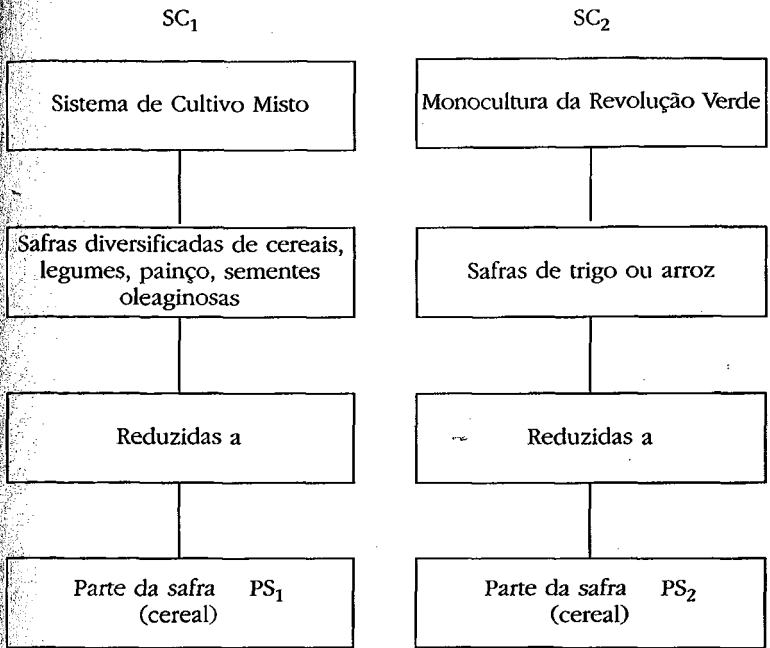 SC₁
Sistema de Cultivo Misto
Safras diversificadas de cereais,
legumes, painço, sementes
oleaginosas
Reduzidas a
Parte da safra PS₁
(cereal)
SC₂
Monocultura da Revolução Verde
Safras de trigo ou arroz
Reduzidas a
Parte da safra PS₂
(cereal)